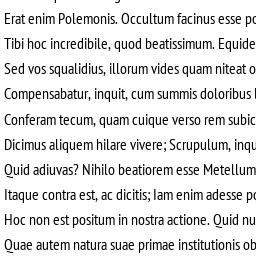 Erat enim Polemonis. Occultum facinus esse po
Tibi hoc incredibile, quod beatissimum. Equide
Sed vos squalidius, illorum vides quam niteat o
Compensabatur, inquit, cum summis doloribus l
Conferam tecum, quam cuique verso rem subic
Dicimus aliquem hilare vivere; Scrupulum, inqu
Quid adiuvas? Nihilo beatiorem esse Metellum
Itaque contra est, ac dicitis; Iam enim adesse po
Hoc non est positum in nostra actione. Quid nu
Quae autem natura suae primae institutionis ob